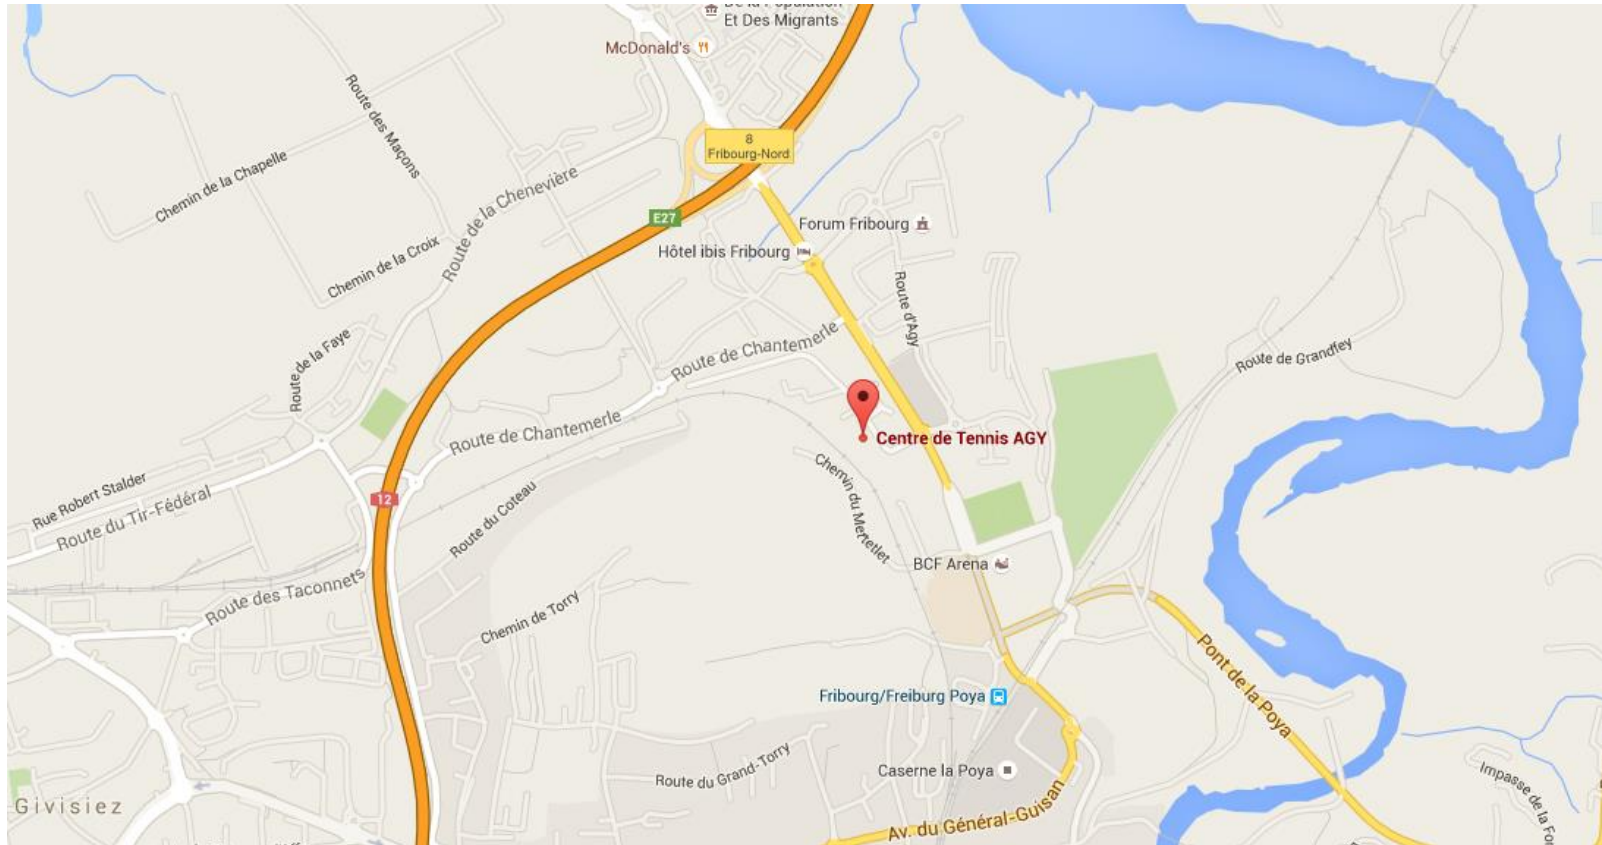 De la Population
Et Des Migrants
McDonald's
Route des Maçons
8
Fribourg-Nord
Chemin de la Chapelle
Route de la Chenevière
E27
Forum Fribourg
Hôtel ibis Fribourg
Chemin de la Croix
Route d'Agy
Route de la Faye
Route de Chantemerle
Route de Grandfey
Route de Chantemerle
Centre de Tennis AGY
Rue Robert Stalder
Route du Tir-Fédéral
12
Route du Coteau
Chemin du Mettetlet
BCF Arena
Route des Taconnets
Chemin de Torry
Pont de la Poya
Fribourg/Freiburg Poya
Route du Grand-Torry
Caserne la Poya
Impasse de la
Givisiez
Av. du Général-Guisan